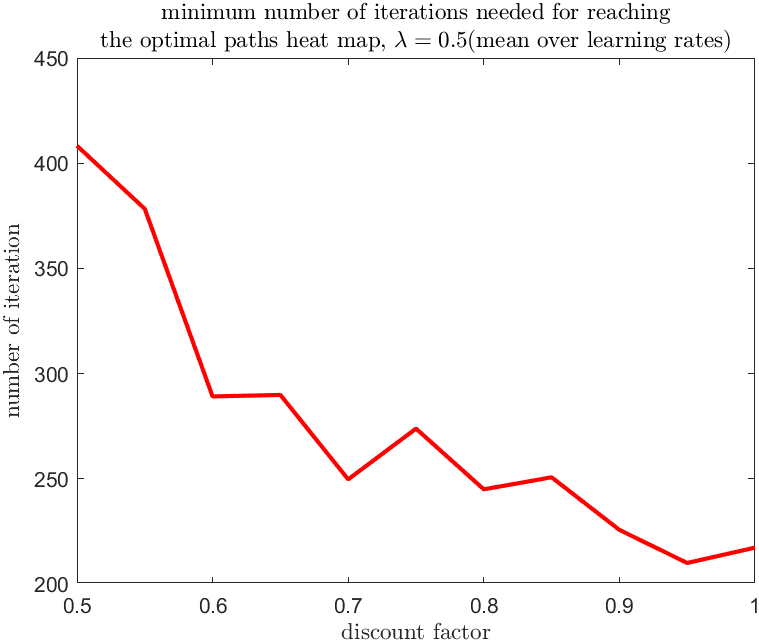 minimum number of iterations needed for reaching
the optimal paths heat map, λ = 0.5(mean over learning rates)
450
400
350
300
250
200
number of iteration
0.5 0.6 0.7 0.8 0.9 1
discount factor